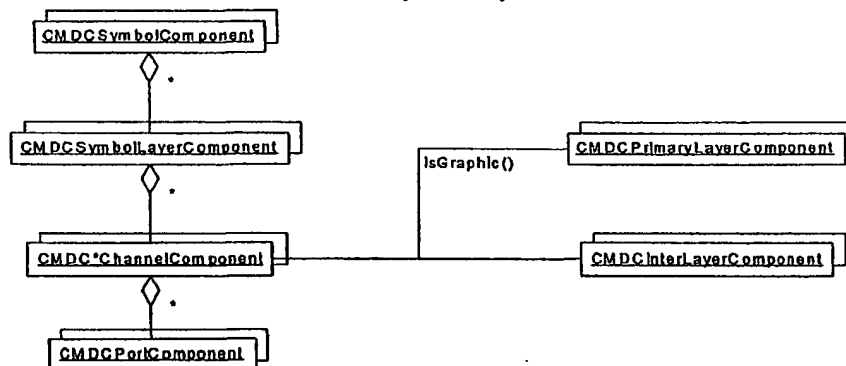 CMDCSymbolComponent
*
CMDCSymbolLayerComponent
*
IsGraphic()
CMDCPrimaryLayerComponent
CMDC*ChannelComponent
CMDCInterLayerComponent
*
CMDCPortComponent